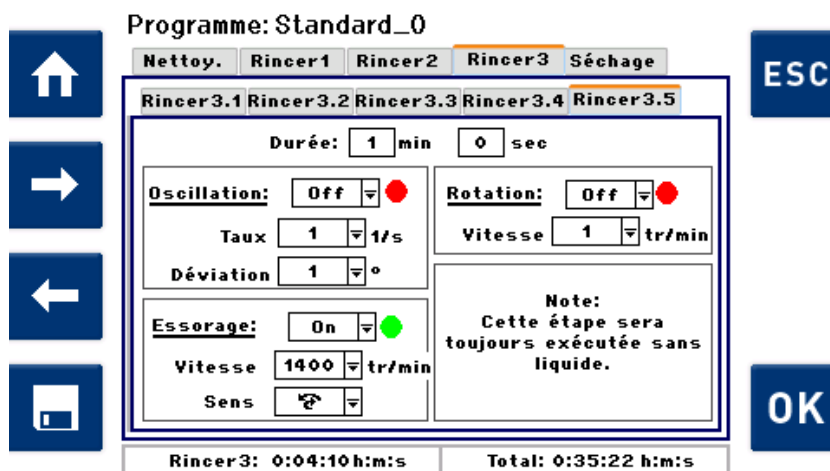 Programme: Standard_0
Nettoy. Rincer1 Rincer2 Rincer3 Séchage
ESC
Rincer3.1 Rincer3.2 Rincer3.3 Rincer3.4 Rincer3.5
Durée: 1 min 0 sec
Oscillation: Off
Taux 1 1/s
Déviation 1 °
Rotation: Off
Vitesse 1 tr/min
Essorage: On
Vitesse 1400 tr/min
Sens
Note:
Cette étape sera
toujours exécutée sans
liquide.
OK
Rincer3: 0:04:10h:m:s Total: 0:35:22 h:m:s